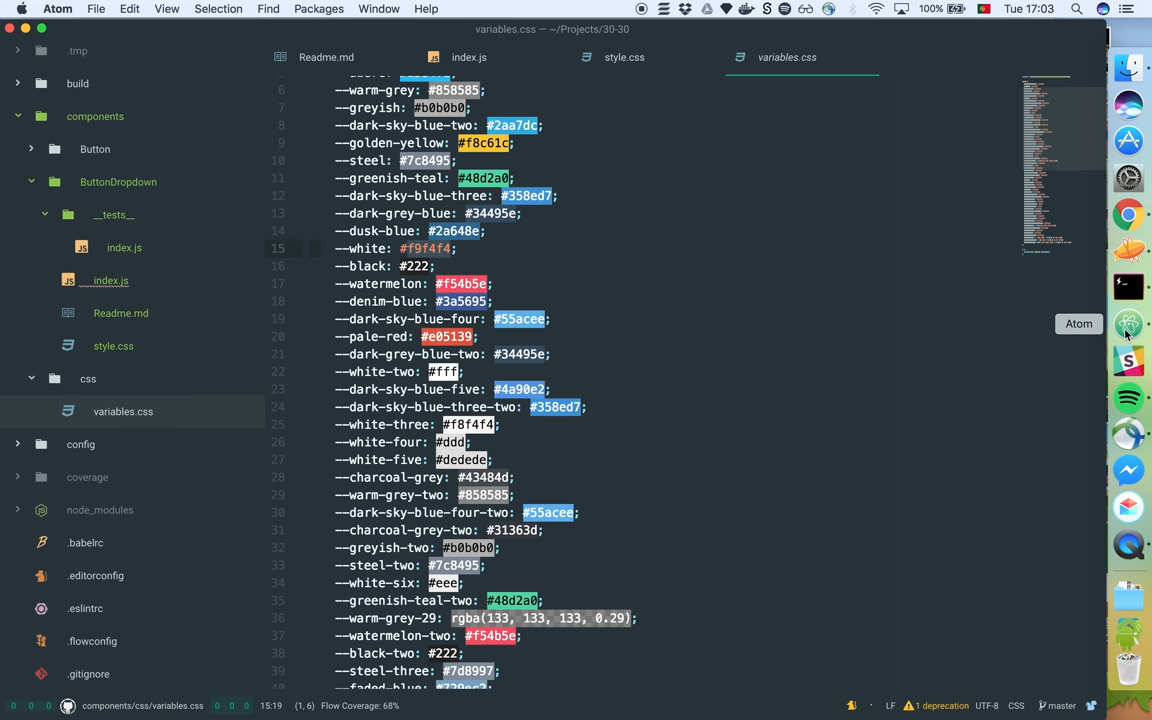 Atom File Edit View Selection Find Packages Window Help 100% Tue 17:03
variables.css — ~/Projects/30-30
Readme.md index.js style.css variables.css
.tmp
build
components
Button
ButtonDropdown
__tests__
index.js
index.js
Readme.md
style.css
css
variables.css
config
coverage
node_modules
.babelrc
.editorconfig
.eslintrc
.flowconfig
.gitignore
6 --warm-grey: #858585;
7 --greyish: #b0b0b0;
8 --dark-sky-blue-two: #2aa7dc;
9 --golden-yellow: #f8c61c;
10 --steel: #7c8495;
11 --greenish-teal: #48d2a0;
12 --dark-sky-blue-three: #358ed7;
13 --dark-grey-blue: #34495e;
14 --dusk-blue: #2a648e;
15 --white: #f9f4f4;
16 --black: #222;
17 --watermelon: #f54b5e;
18 --denim-blue: #3a5695;
19 --dark-sky-blue-four: #55acee;
20 --pale-red: #e05139;
21 --dark-grey-blue-two: #34495e;
22 --white-two: #fff;
23 --dark-sky-blue-five: #4a90e2;
24 --dark-sky-blue-three-two: #358ed7;
25 --white-three: #f8f4f4;
26 --white-four: #ddd;
27 --white-five: #dedede;
28 --charcoal-grey: #43484d;
29 --warm-grey-two: #858585;
30 --dark-sky-blue-four-two: #55acee;
31 --charcoal-grey-two: #31363d;
32 --greyish-two: #b0b0b0;
33 --steel-two: #7c8495;
34 --white-six: #eee;
35 --greenish-teal-two: #48d2a0;
36 --warm-grey-29: rgba(133, 133, 133, 0.29);
37 --watermelon-two: #f54b5e;
38 --black-two: #222;
39 --steel-three: #7d8997;
40 --faded-blue:
Atom
0 0 0 components/css/variables.css 0 0 0 15:19 (1, 6) Flow Coverage: 68% LF 1 deprecation UTF-8 CSS master